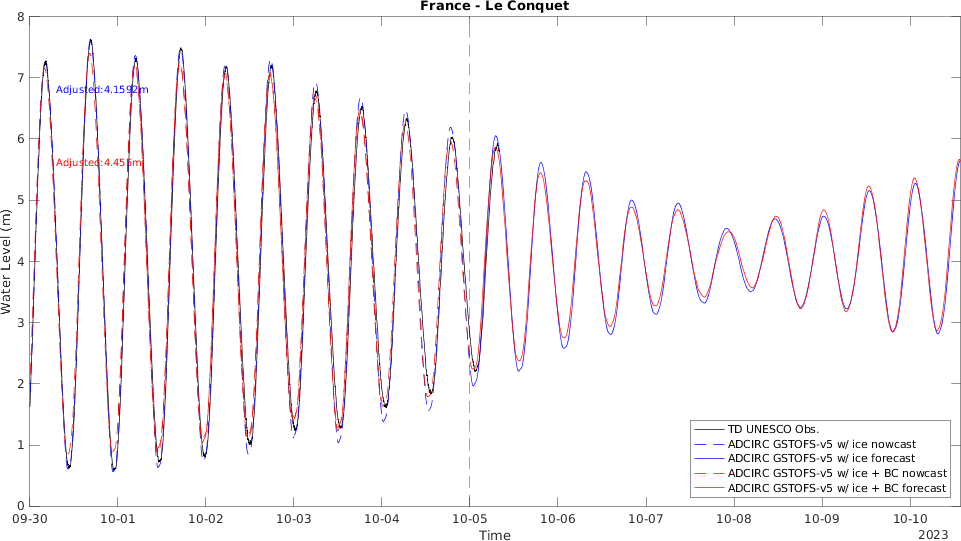 France - Le Conquet
8
7
6
5
4
3
2
1
0
Water Level (m)
Adjusted:4.1592m
Adjusted:4.455m
TD UNESCO Obs.
ADCIRC GSTOFS-v5 w/ ice nowcast
ADCIRC GSTOFS-v5 w/ ice forecast
ADCIRC GSTOFS-v5 w/ ice + BC nowcast
ADCIRC GSTOFS-v5 w/ ice + BC forecast
09-30 10-01 10-02 10-03 10-04 10-05 10-06 10-07 10-08 10-09 10-10
Time
2023